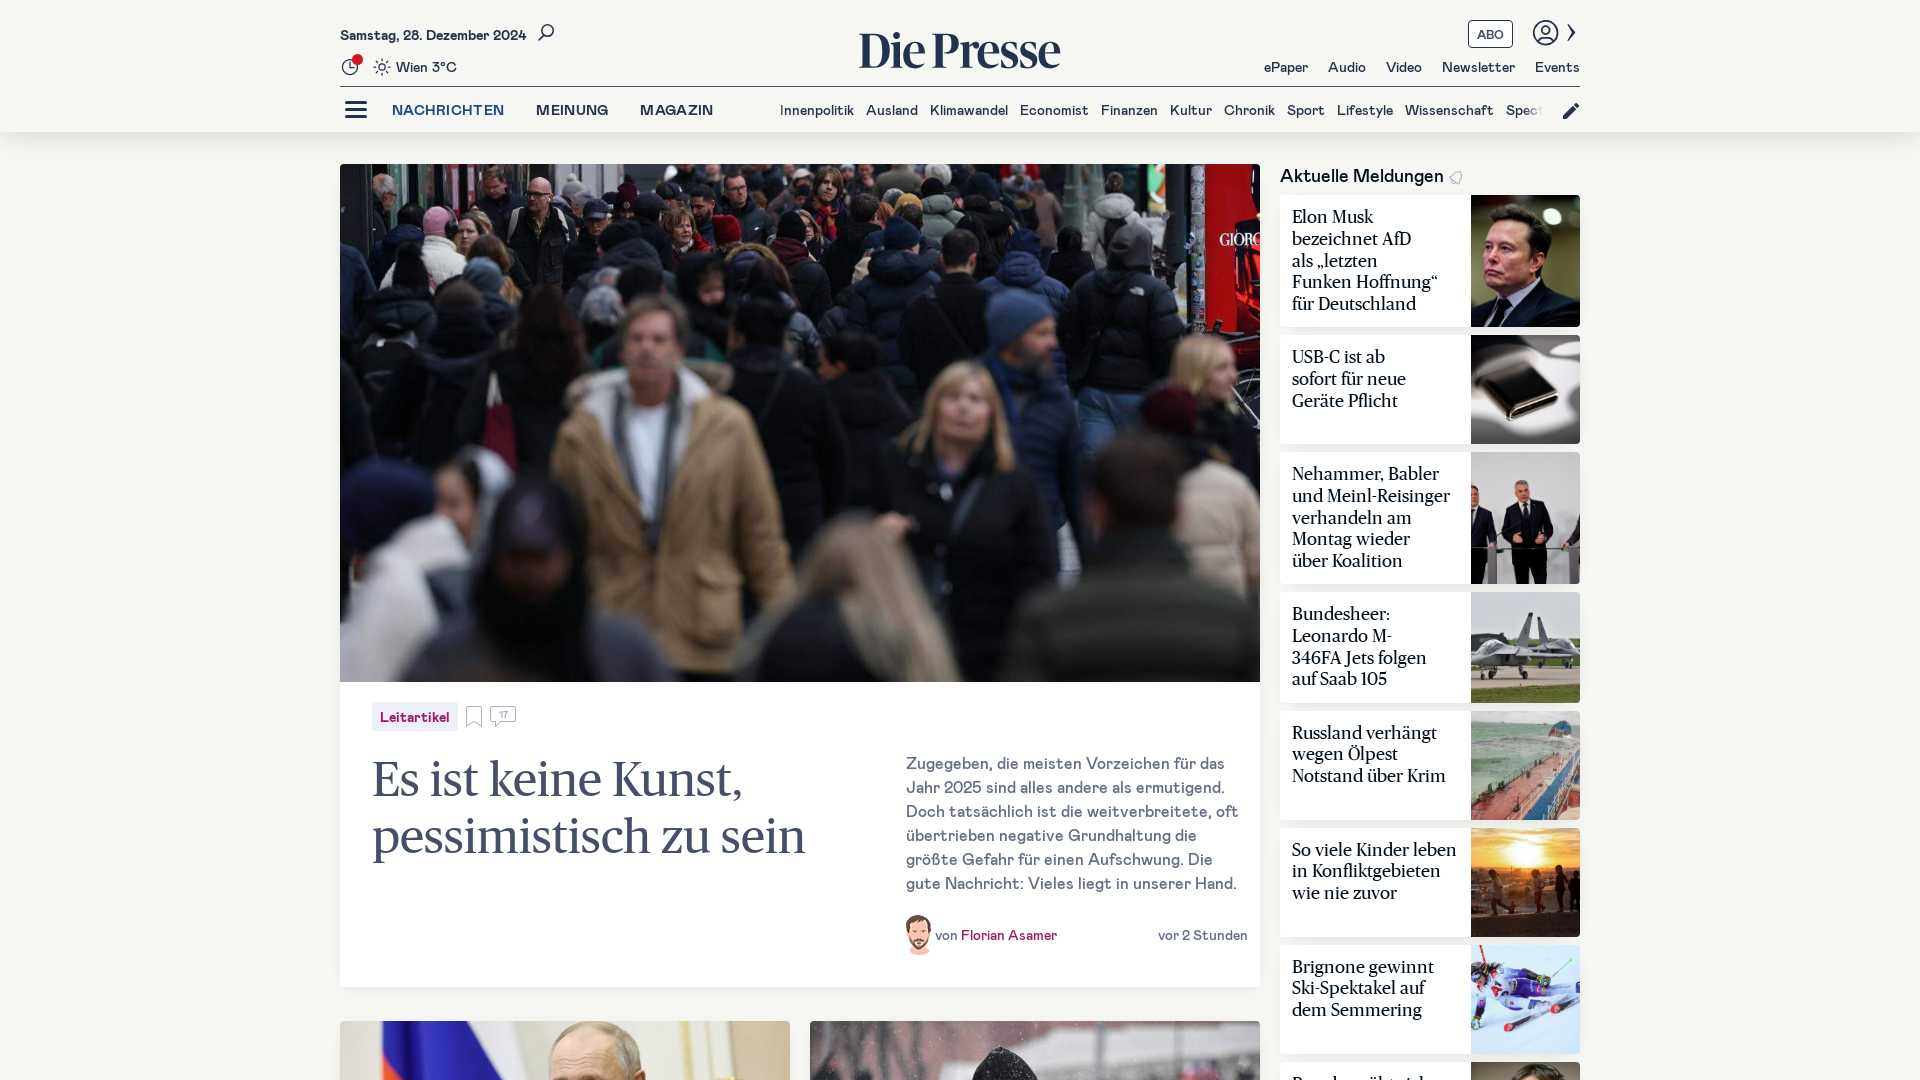 Samstag, 28. Dezember 2024
Wien 3°C
Die Presse
ABO
ePaper Audio Video Newsletter Events
NACHRICHTEN MEINUNG MAGAZIN
Innenpolitik Ausland Klimawandel Economist Finanzen Kultur Chronik Sport Lifestyle Wissenschaft Spect
GIORG
Leitartikel
17
Es ist keine Kunst,
pessimistisch zu sein
Zugegeben, die meisten Vorzeichen für das
Jahr 2025 sind alles andere als ermutigend.
Doch tatsächlich ist die weitverbreitete, oft
übertrieben negative Grundhaltung die
größte Gefahr für einen Aufschwung. Die
gute Nachricht: Vieles liegt in unserer Hand.
von Florian Asamer
vor 2 Stunden
Aktuelle Meldungen
Elon Musk
bezeichnet AfD
als „letzten
Funken Hoffnung“
für Deutschland
USB-C ist ab
sofort für neue
Geräte Pflicht
Nehammer, Babler
und Meinl-Reisinger
verhandeln am
Montag wieder
über Koalition
Bundesheer:
Leonardo M-
346FA Jets folgen
auf Saab 105
Russland verhängt
wegen Ölpest
Notstand über Krim
So viele Kinder leben
in Konfliktgebieten
wie nie zuvor
Brignone gewinnt
Ski-Spektakel auf
dem Semmering